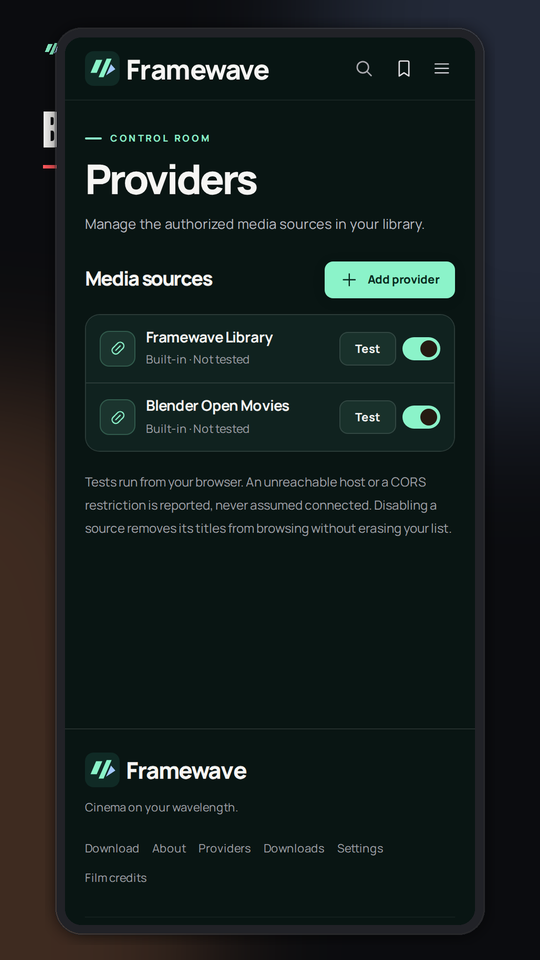 Framewave
CONTROL ROOM
Providers
Manage the authorized media sources in your library.
Media sources
Add provider
Framewave Library
Built-in · Not tested
Test
Blender Open Movies
Built-in · Not tested
Test
Tests run from your browser. An unreachable host or a CORS
restriction is reported, never assumed connected. Disabling a
source removes its titles from browsing without erasing your list.
Framewave
Cinema on your wavelength.
Download About Providers Downloads Settings
Film credits